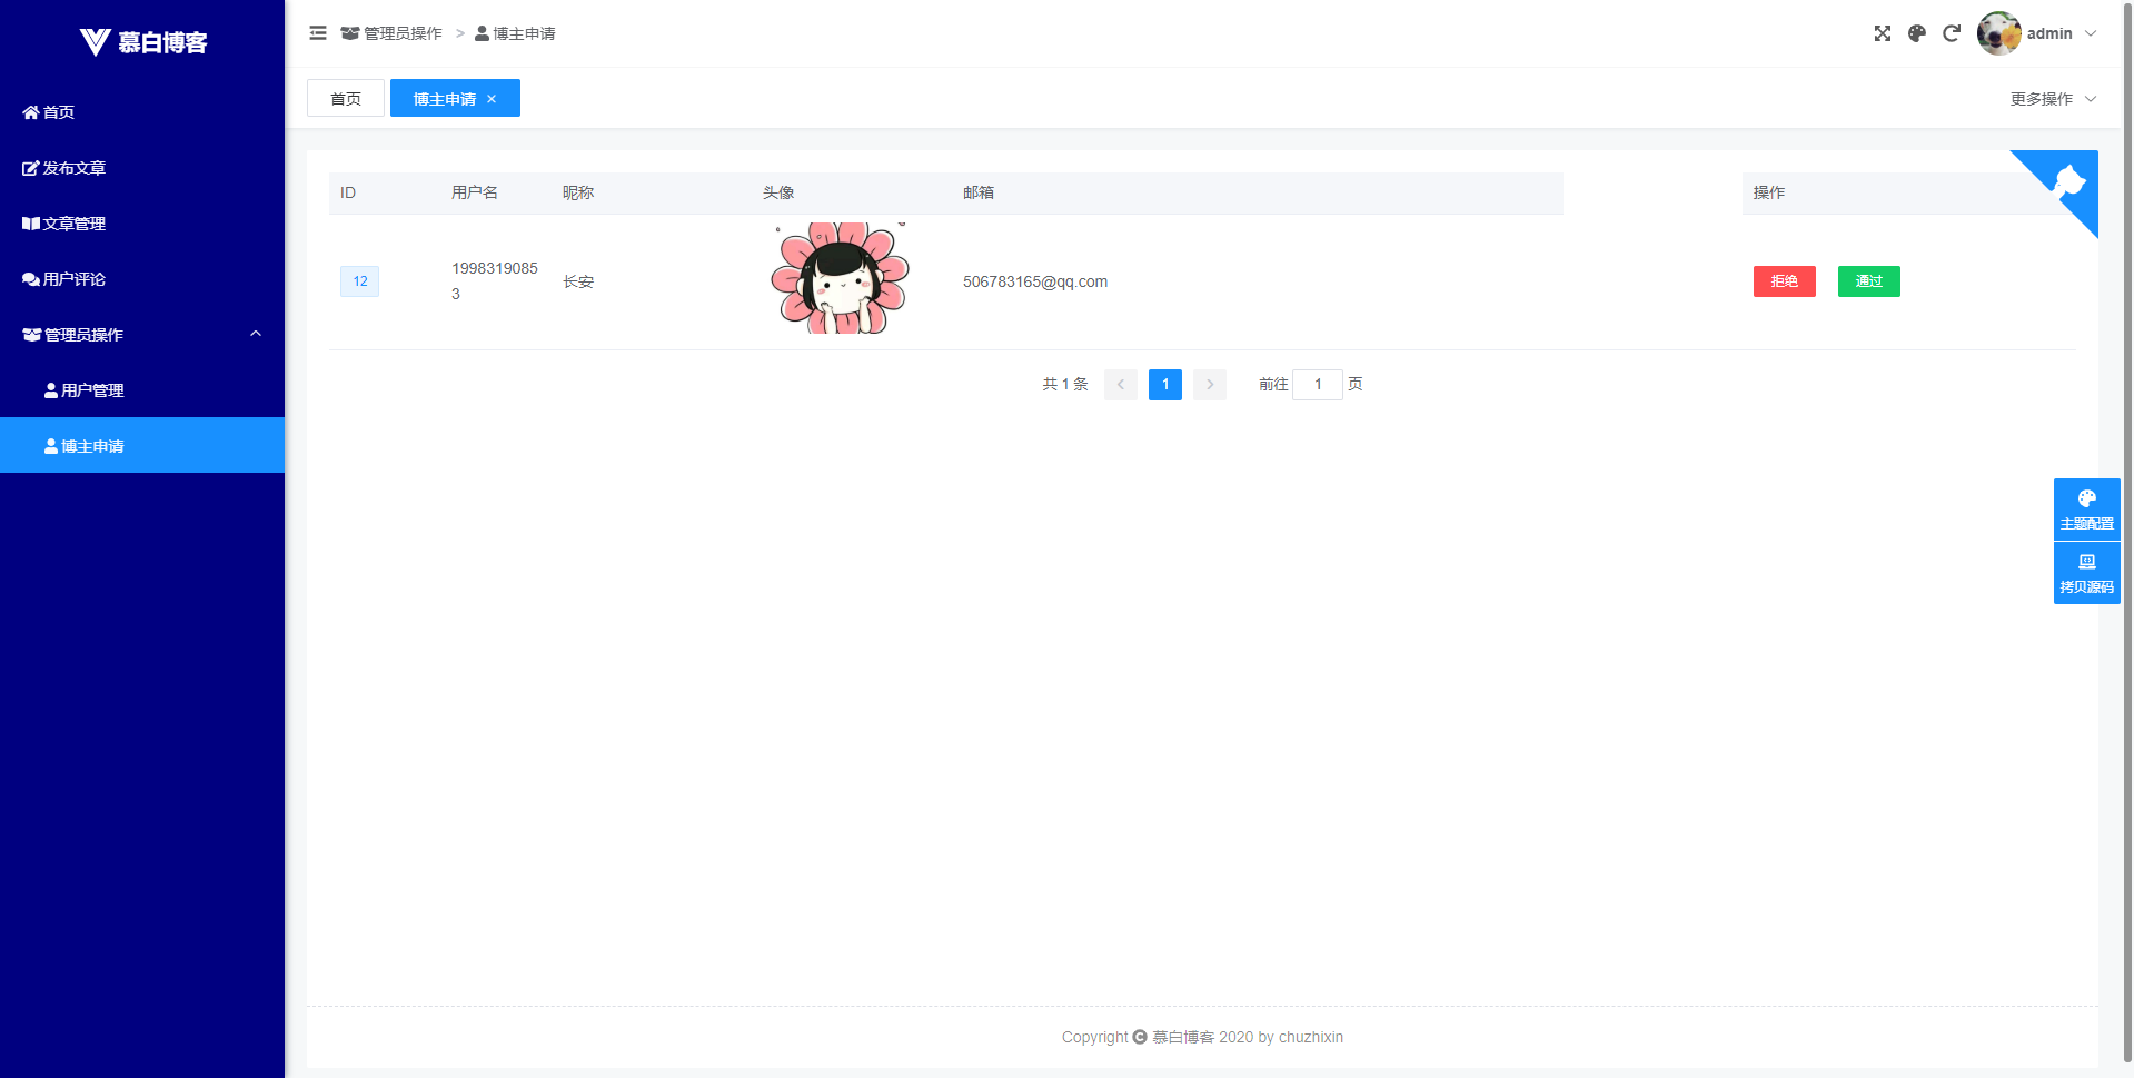 慕白博客
首页
发布文章
文章管理
用户评论
管理员操作
用户管理
博主申请
管理员操作 > 博主申请
admin
首页
博主申请 ×
更多操作
ID 用户名 昵称 头像 邮箱 操作
12 1998319085
3 长安 506783165@qq.com 拒绝 通过
共 1 条 1 前往 1 页
主题配置
拷贝源码
Copyright © 慕白博客 2020 by chuzhixin